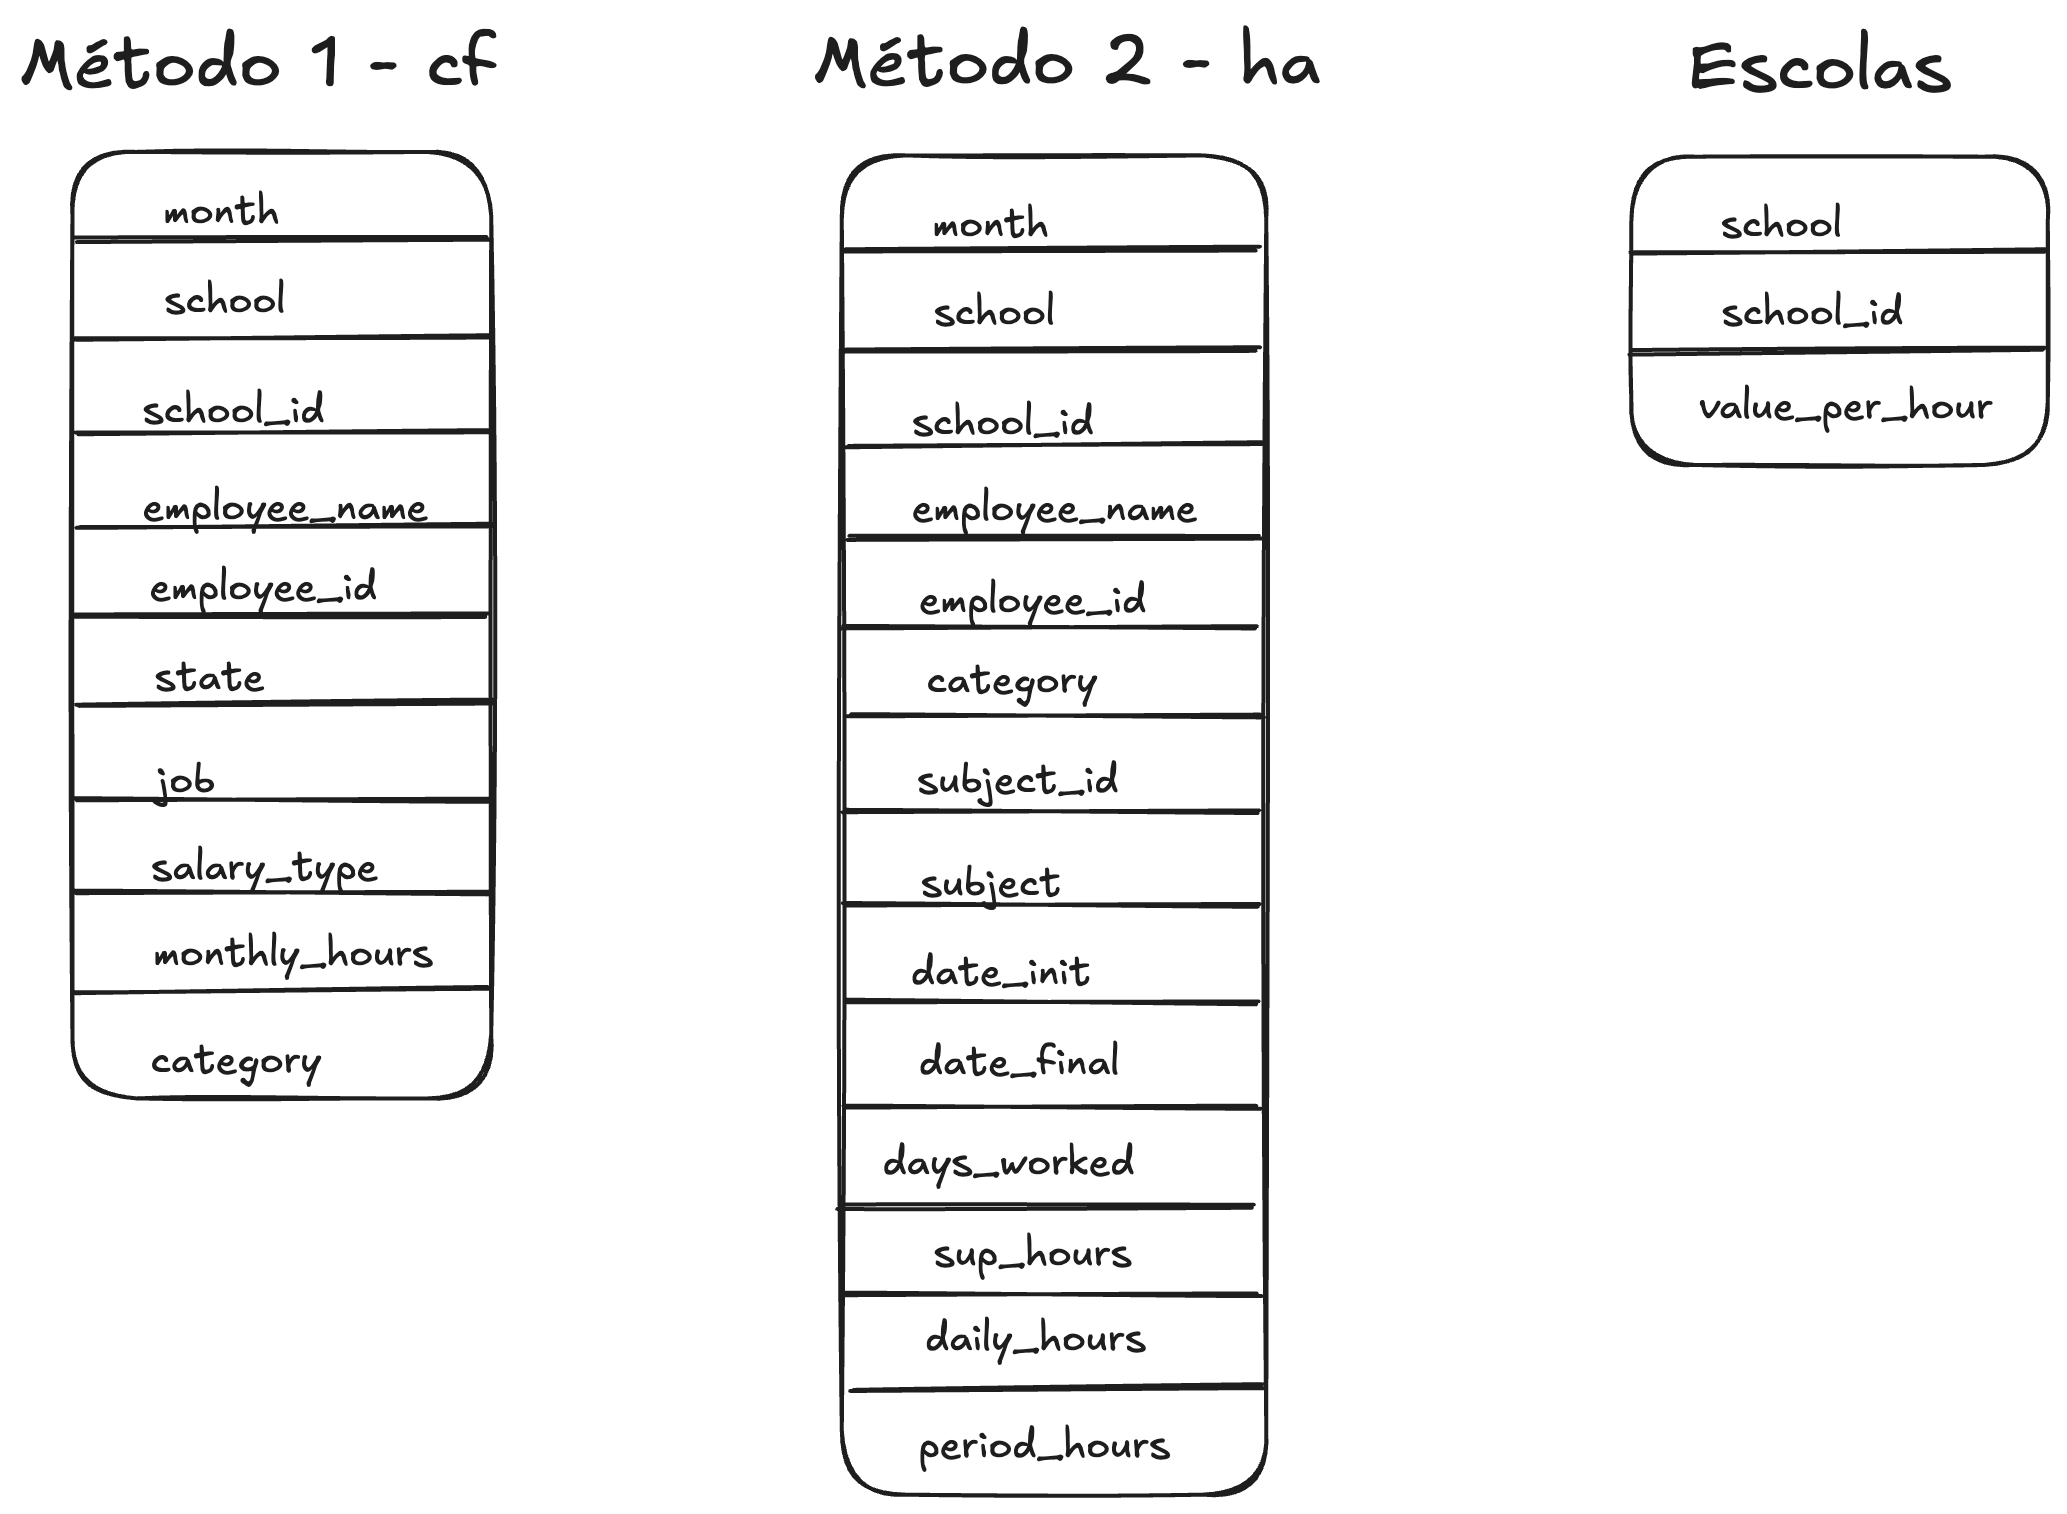 Método 1 - cf
month
school
school_id
employee_name
employee_id
state
job
salary_type
monthly_hours
category
Método 2 - ha
month
school
school_id
employee_name
employee_id
category
subject_id
subject
date_init
date_final
days_worked
sup_hours
daily_hours
period_hours
Escolas
school
school_id
value_per_hour